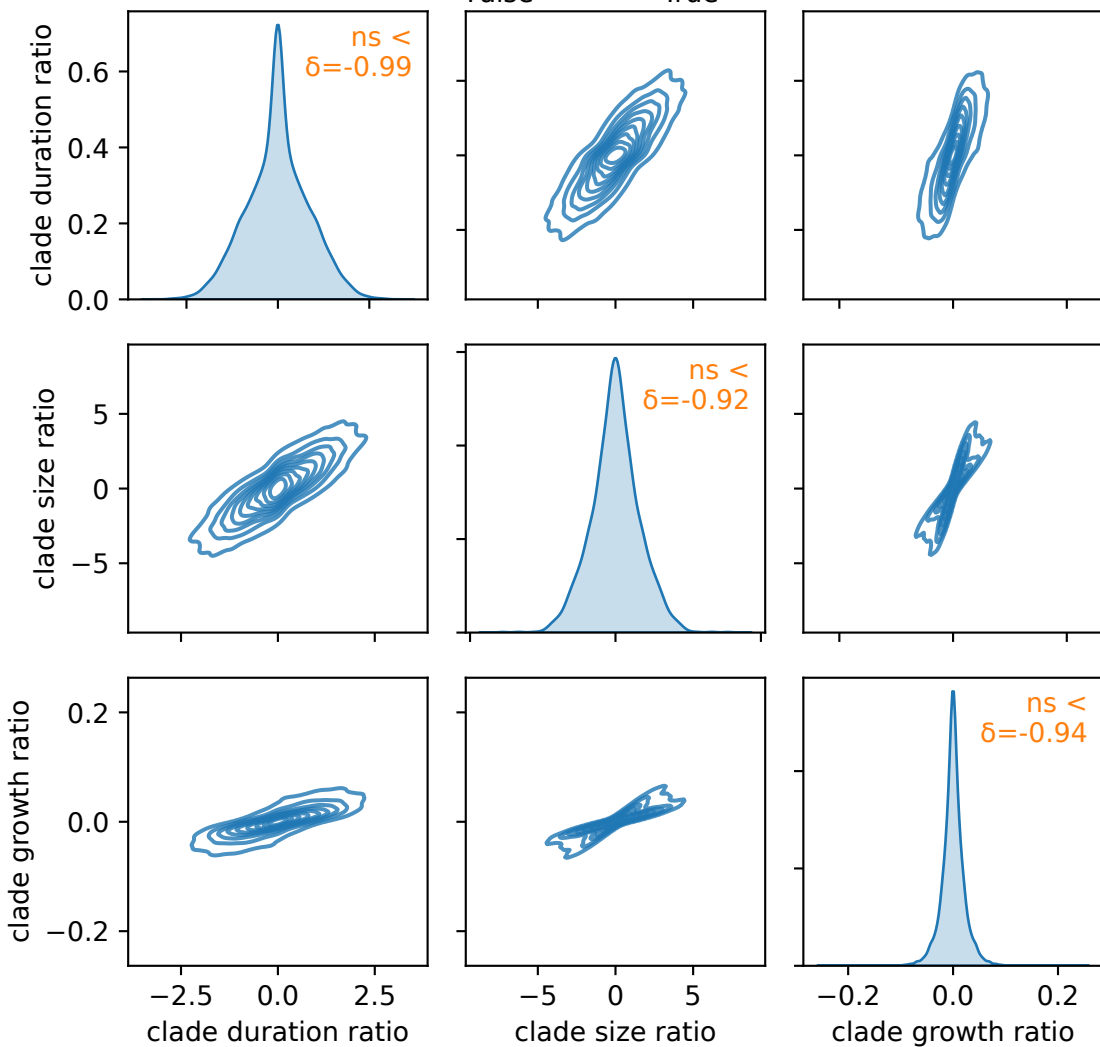 clade duration ratio
0.6
0.4
0.2
0.0
ns <
δ=-0.99
clade size ratio
5
0
−5
ns <
δ=-0.92
clade growth ratio
0.2
0.0
−0.2
ns <
δ=-0.94
−2.5 0.0 2.5
−5 0 5
−0.2 0.0 0.2
clade duration ratio
clade size ratio
clade growth ratio